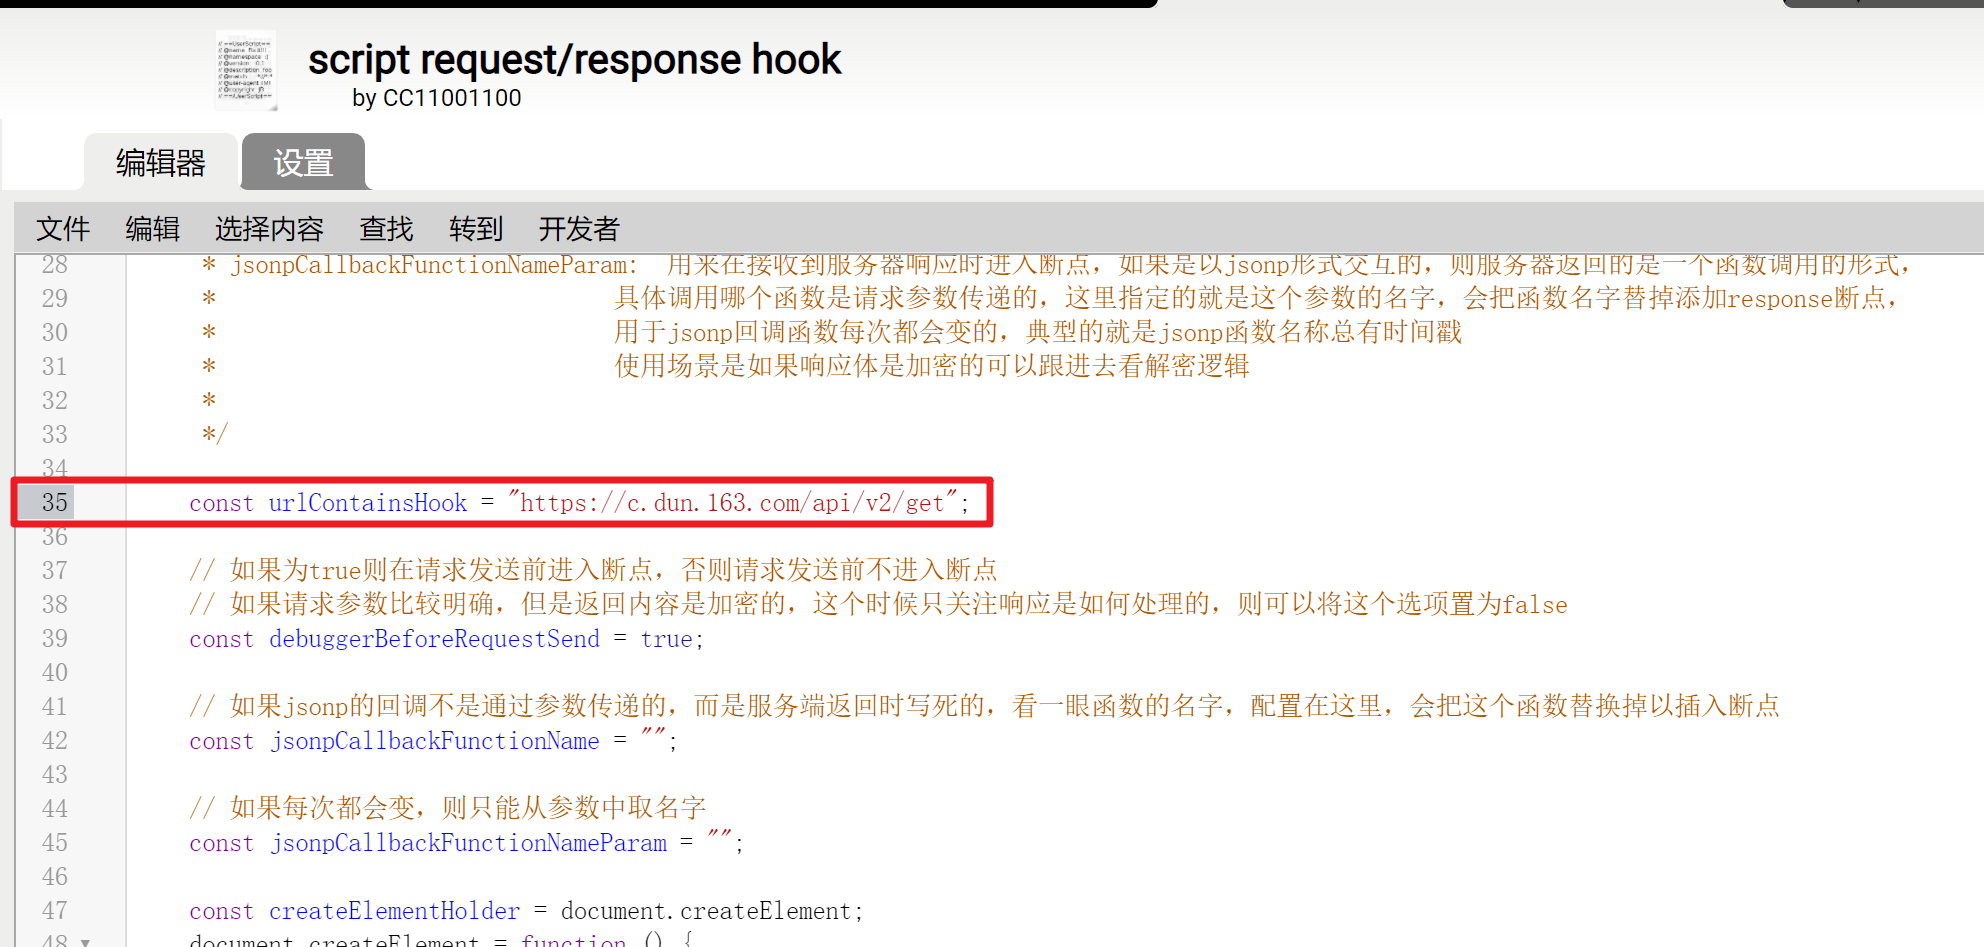 script request/response hook
by CC11001100
编辑器 设置
文件 编辑 选择内容 查找 转到 开发者
28 * jsonpCallbackFunctionNameParam: 用来在接收到服务器响应时进入断点，如果是以jsonp形式交互的，则服务器返回的是一个函数调用的形式，
29 * 具体调用哪个函数是请求参数传递的，这里指定的就是这个参数的名字，会把函数名字替掉添加response断点，
30 * 用于jsonp回调函数每次都会变的，典型的就是jsonp函数名称总有时间戳
31 * 使用场景是如果响应体是加密的可以跟进去看解密逻辑
32 *
33 */
34
35 const urlContainsHook = "https://c.dun.163.com/api/v2/get";
36
37 // 如果为true则在请求发送前进入断点，否则请求发送前不进入断点
38 // 如果请求参数比较明确，但是返回内容是加密的，这个时候只关注响应是如何处理的，则可以将这个选项置为false
39 const debuggerBeforeRequestSend = true;
40
41 // 如果jsonp的回调不是通过参数传递的，而是服务端返回时写死的，看一眼函数的名字，配置在这里，会把这个函数替换掉以插入断点
42 const jsonpCallbackFunctionName = "";
43
44 // 如果每次都会变，则只能从参数中取名字
45 const jsonpCallbackFunctionNameParam = "";
46
47 const createElementHolder = document.createElement;
48 document.createElement = function () {